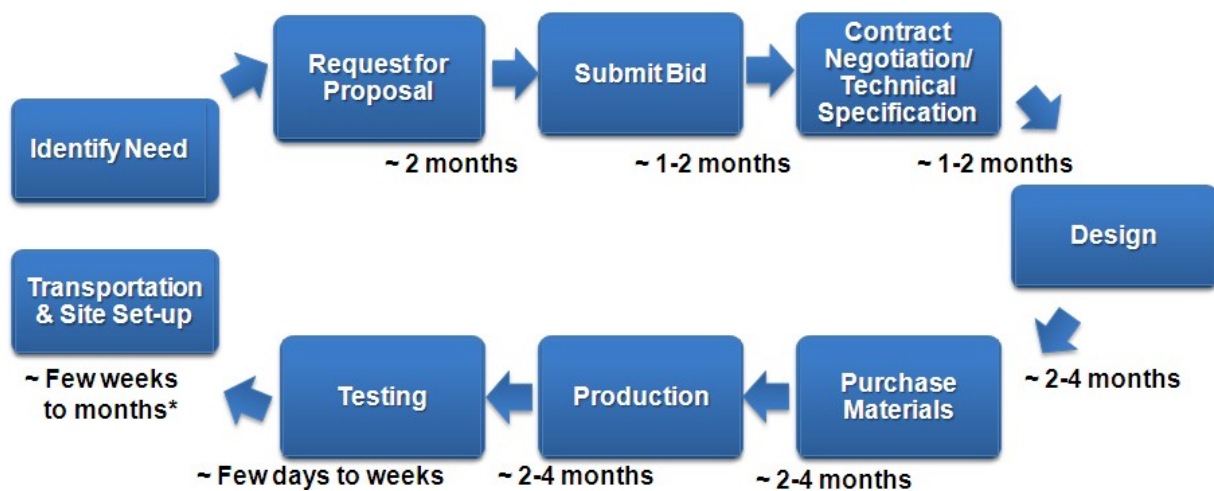 Identify Need
Request for
Proposal
~ 2 months
Submit Bid
~ 1-2 months
Contract
Negotiation/
Technical
Specification
~ 1-2 months
Design
~ 2-4 months
Purchase
Materials
~ 2-4 months
Production
~ 2-4 months
Testing
~ Few days to weeks
Transportation
& Site Set-up
~ Few weeks
to months*